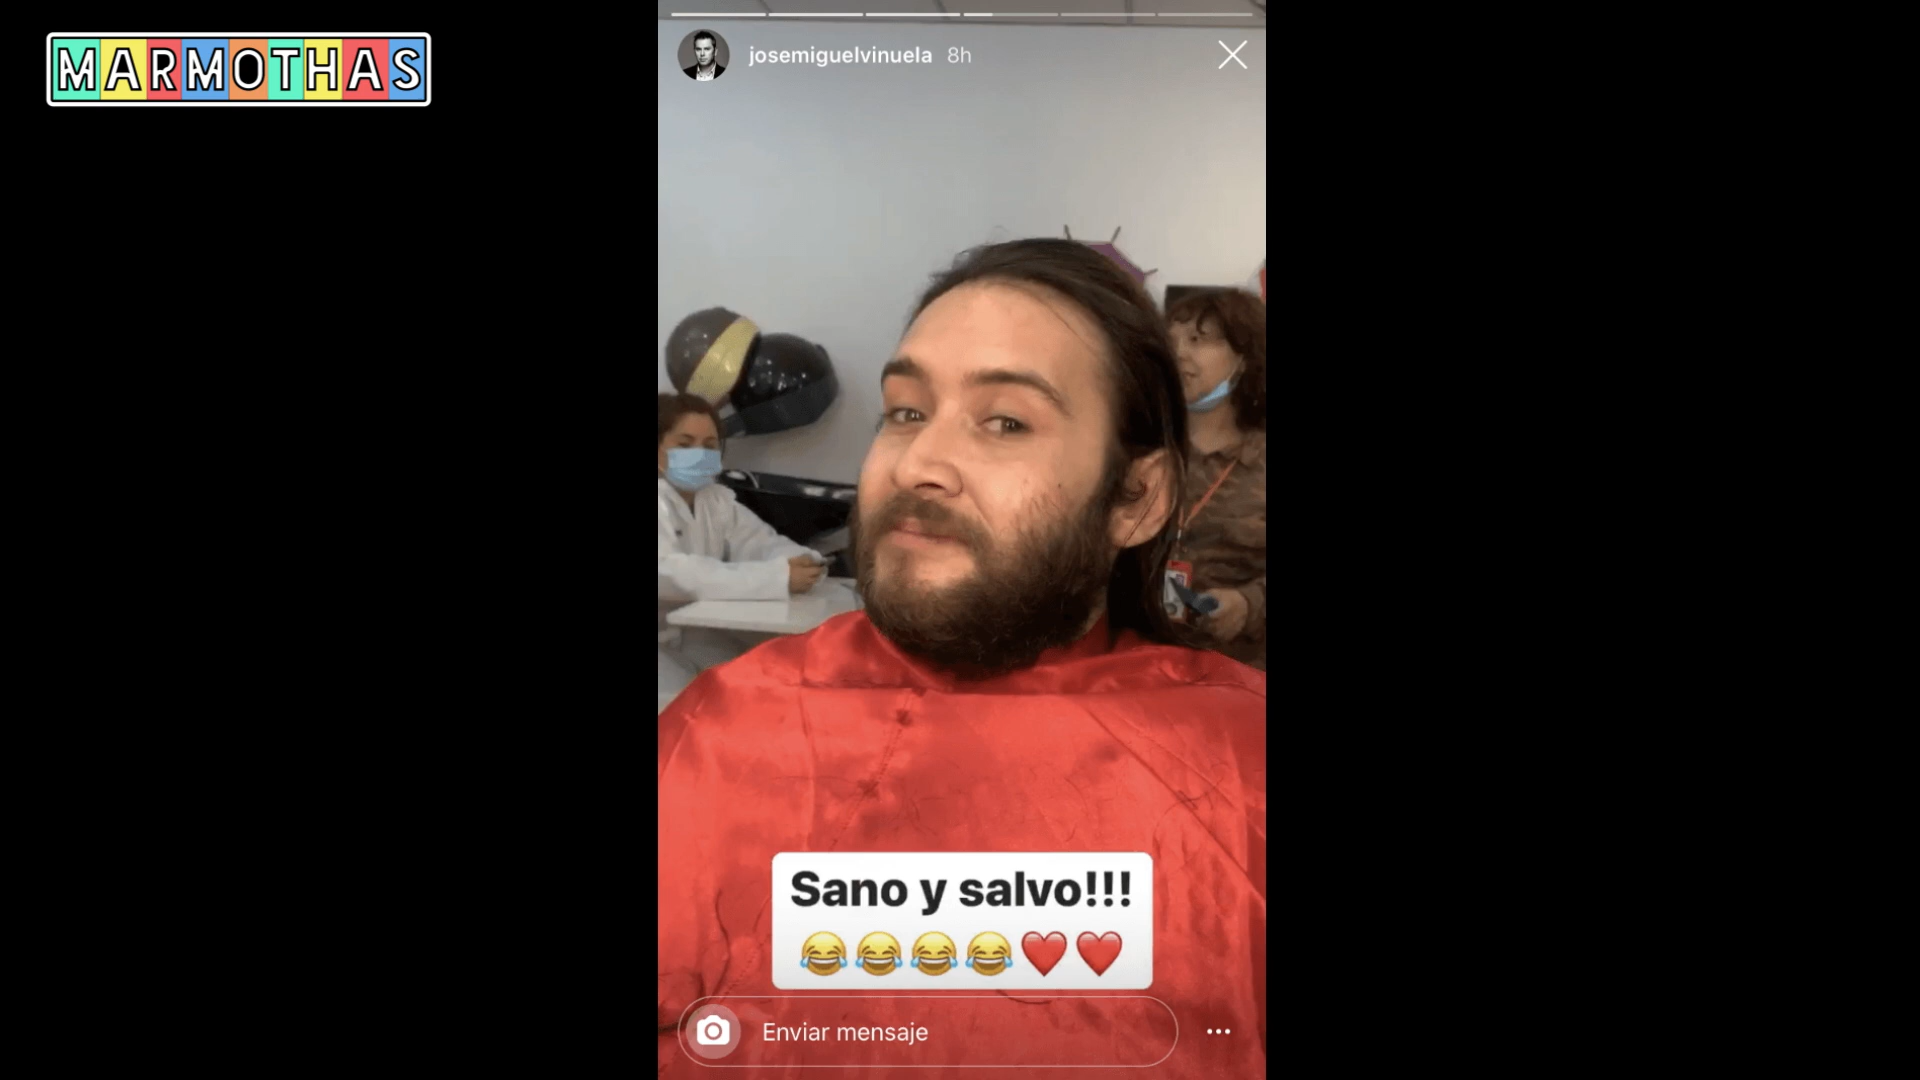 MARMOTHAS
josemiguelvinuela 8h
Sano y salvo!!!
😂😂😂😂❤️❤️
Enviar mensaje